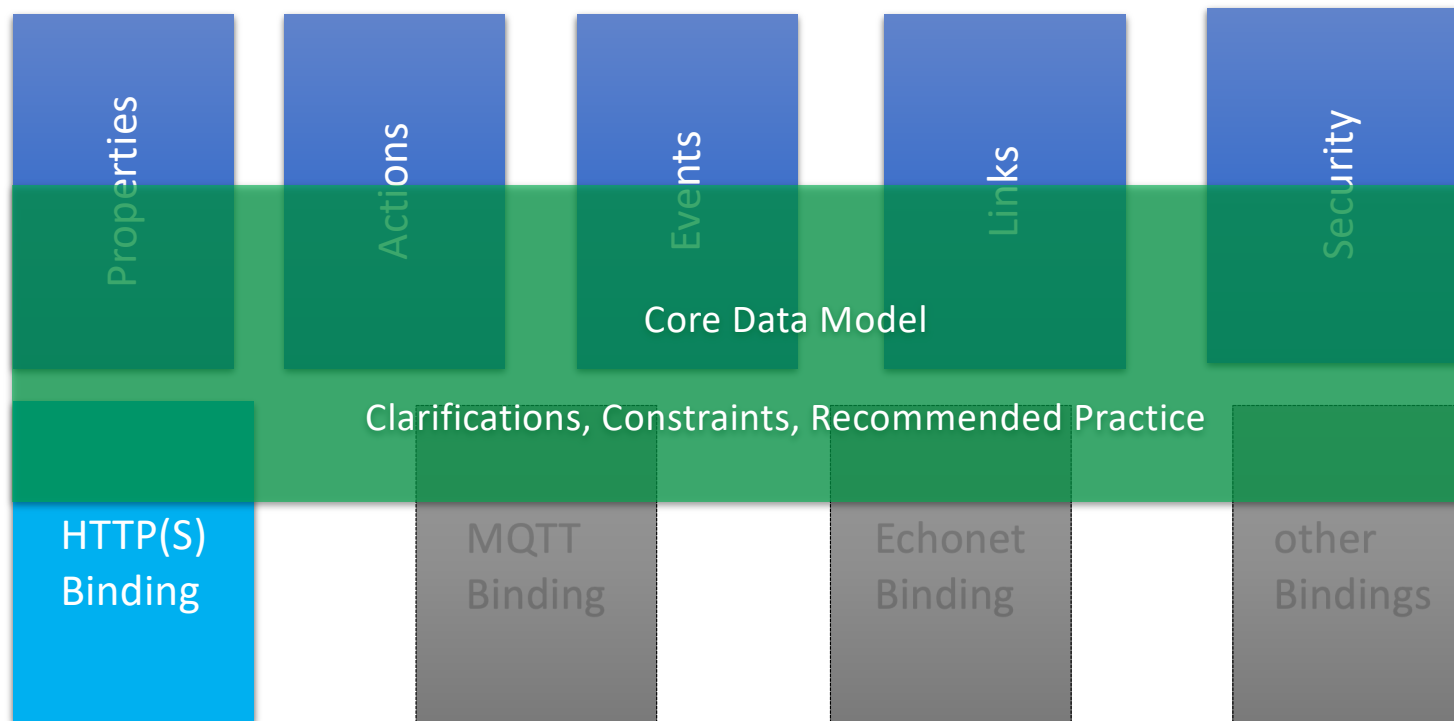 Properties
Actions
Events
Links
Security
Core Data Model
Clarifications, Constraints, Recommended Practice
HTTP(S)
Binding
MQTT
Binding
Echonet
Binding
other
Bindings